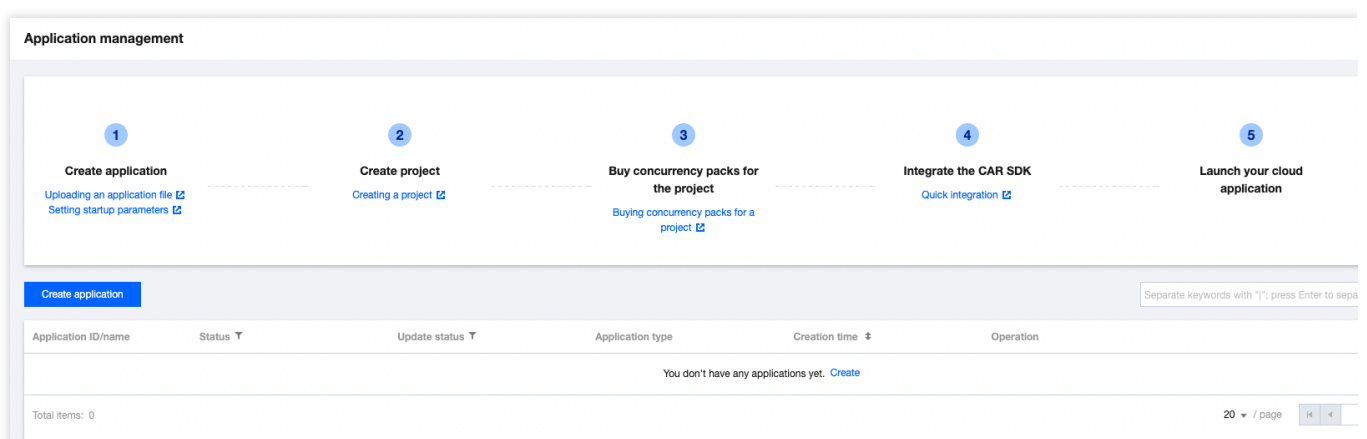 Application management
1
Create application
Uploading an application file
Setting startup parameters
2
Create project
Creating a project
3
Buy concurrency packs for
the project
Buying concurrency packs for a
project
4
Integrate the CAR SDK
Quick integration
5
Launch your cloud
application
Create application
Separate keywords with "|"; press Enter to sepa
Application ID/name Status Update status Application type Creation time Operation
You don't have any applications yet. Create
Total items: 0 20 / page